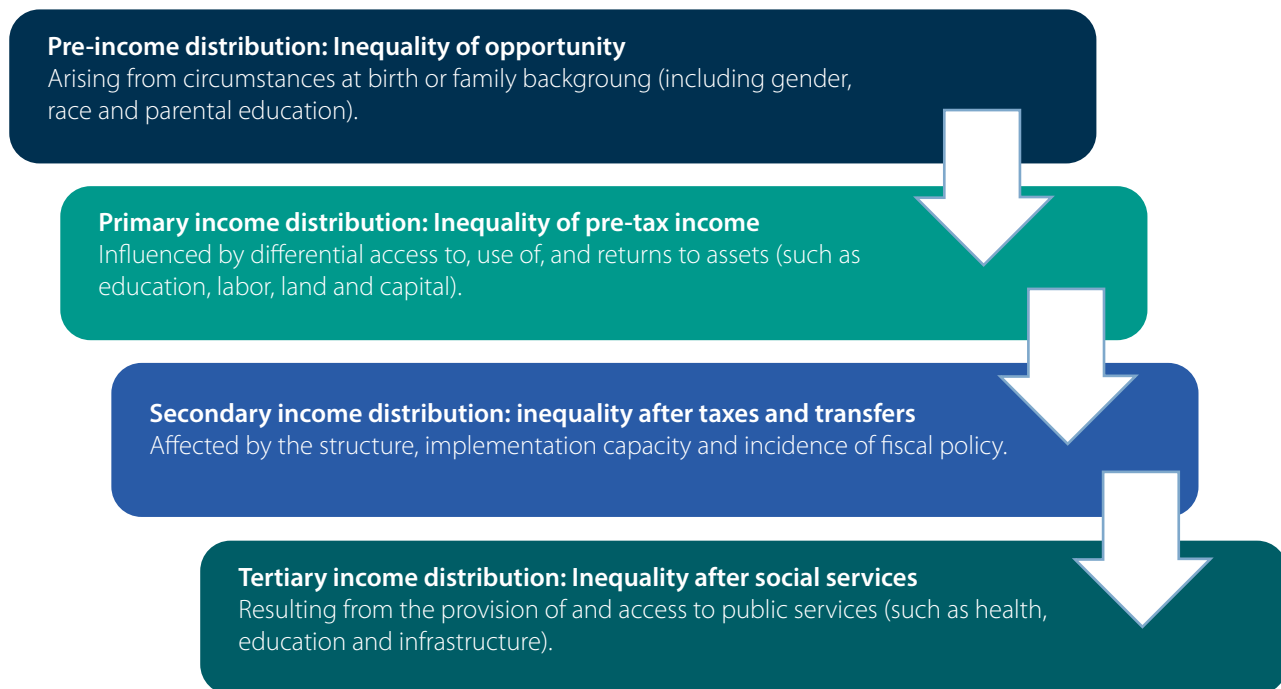 Pre-income distribution: Inequality of opportunity
Arising from circumstances at birth or family backgroung (including gender,
race and parental education).
Primary income distribution: Inequality of pre-tax income
Influenced by differential access to, use of, and returns to assets (such as
education, labor, land and capital).
Secondary income distribution: inequality after taxes and transfers
Affected by the structure, implementation capacity and incidence of fiscal policy.
Tertiary income distribution: Inequality after social services
Resulting from the provision of and access to public services (such as health,
education and infrastructure).